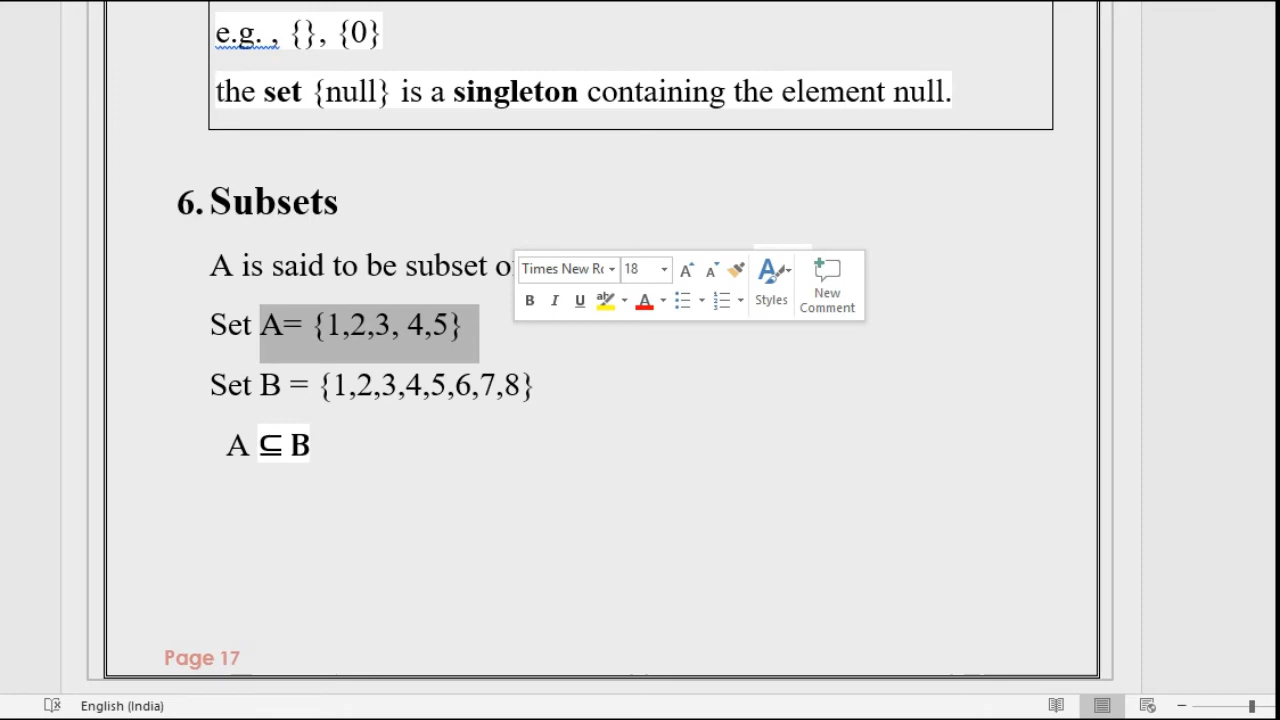 e.g. , {}, {0}
the set {null} is a singleton containing the element null.
6. Subsets
A is said to be subset o
Times New Ro 18
Styles
New
Comment
B I U
Set A= {1,2,3, 4,5}
Set B = {1,2,3,4,5,6,7,8}
A ⊆ B
Page 17
English (India)